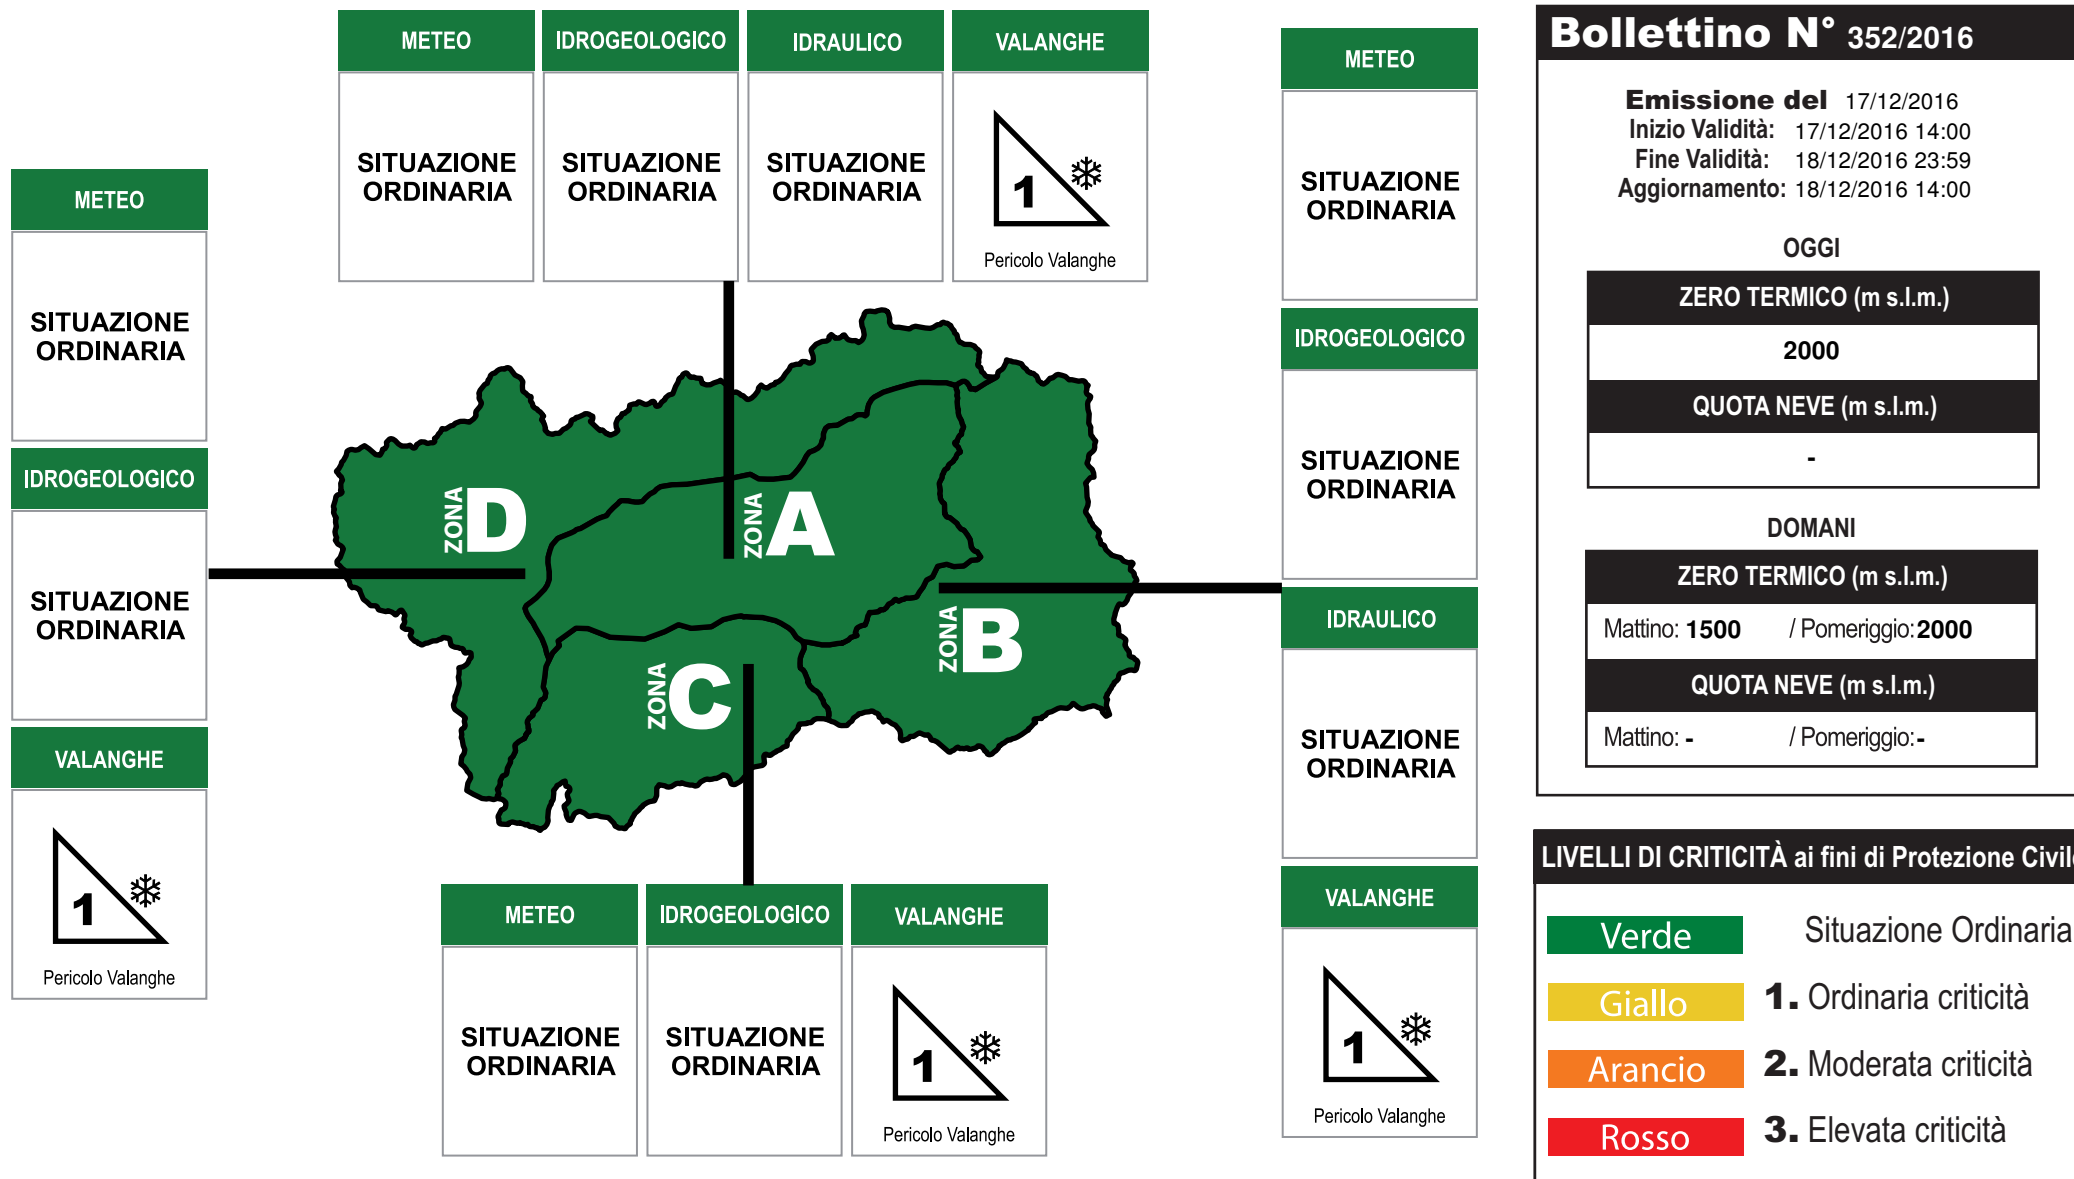 METEO
SITUAZIONE
ORDINARIA
IDROGEOLOGICO
SITUAZIONE
ORDINARIA
IDRAULICO
SITUAZIONE
ORDINARIA
VALANGHE
1
Pericolo Valanghe
METEO
SITUAZIONE
ORDINARIA
IDROGEOLOGICO
SITUAZIONE
ORDINARIA
VALANGHE
1
Pericolo Valanghe
ZONA D
ZONA A
ZONA B
ZONA C
METEO
SITUAZIONE
ORDINARIA
IDROGEOLOGICO
SITUAZIONE
ORDINARIA
VALANGHE
1
Pericolo Valanghe
METEO
SITUAZIONE
ORDINARIA
IDROGEOLOGICO
SITUAZIONE
ORDINARIA
IDRAULICO
SITUAZIONE
ORDINARIA
VALANGHE
1
Pericolo Valanghe
Bollettino N° 352/2016
Emissione del 17/12/2016
Inizio Validità: 17/12/2016 14:00
Fine Validità: 18/12/2016 23:59
Aggiornamento: 18/12/2016 14:00
OGGI
ZERO TERMICO (m s.l.m.)
2000
QUOTA NEVE (m s.l.m.)
-
DOMANI
ZERO TERMICO (m s.l.m.)
Mattino: 1500 / Pomeriggio: 2000
QUOTA NEVE (m s.l.m.)
Mattino: - / Pomeriggio: -
LIVELLI DI CRITICITÀ ai fini di Protezione Civile
Verde Situazione Ordinaria
Giallo 1. Ordinaria criticità
Arancio 2. Moderata criticità
Rosso 3. Elevata criticità